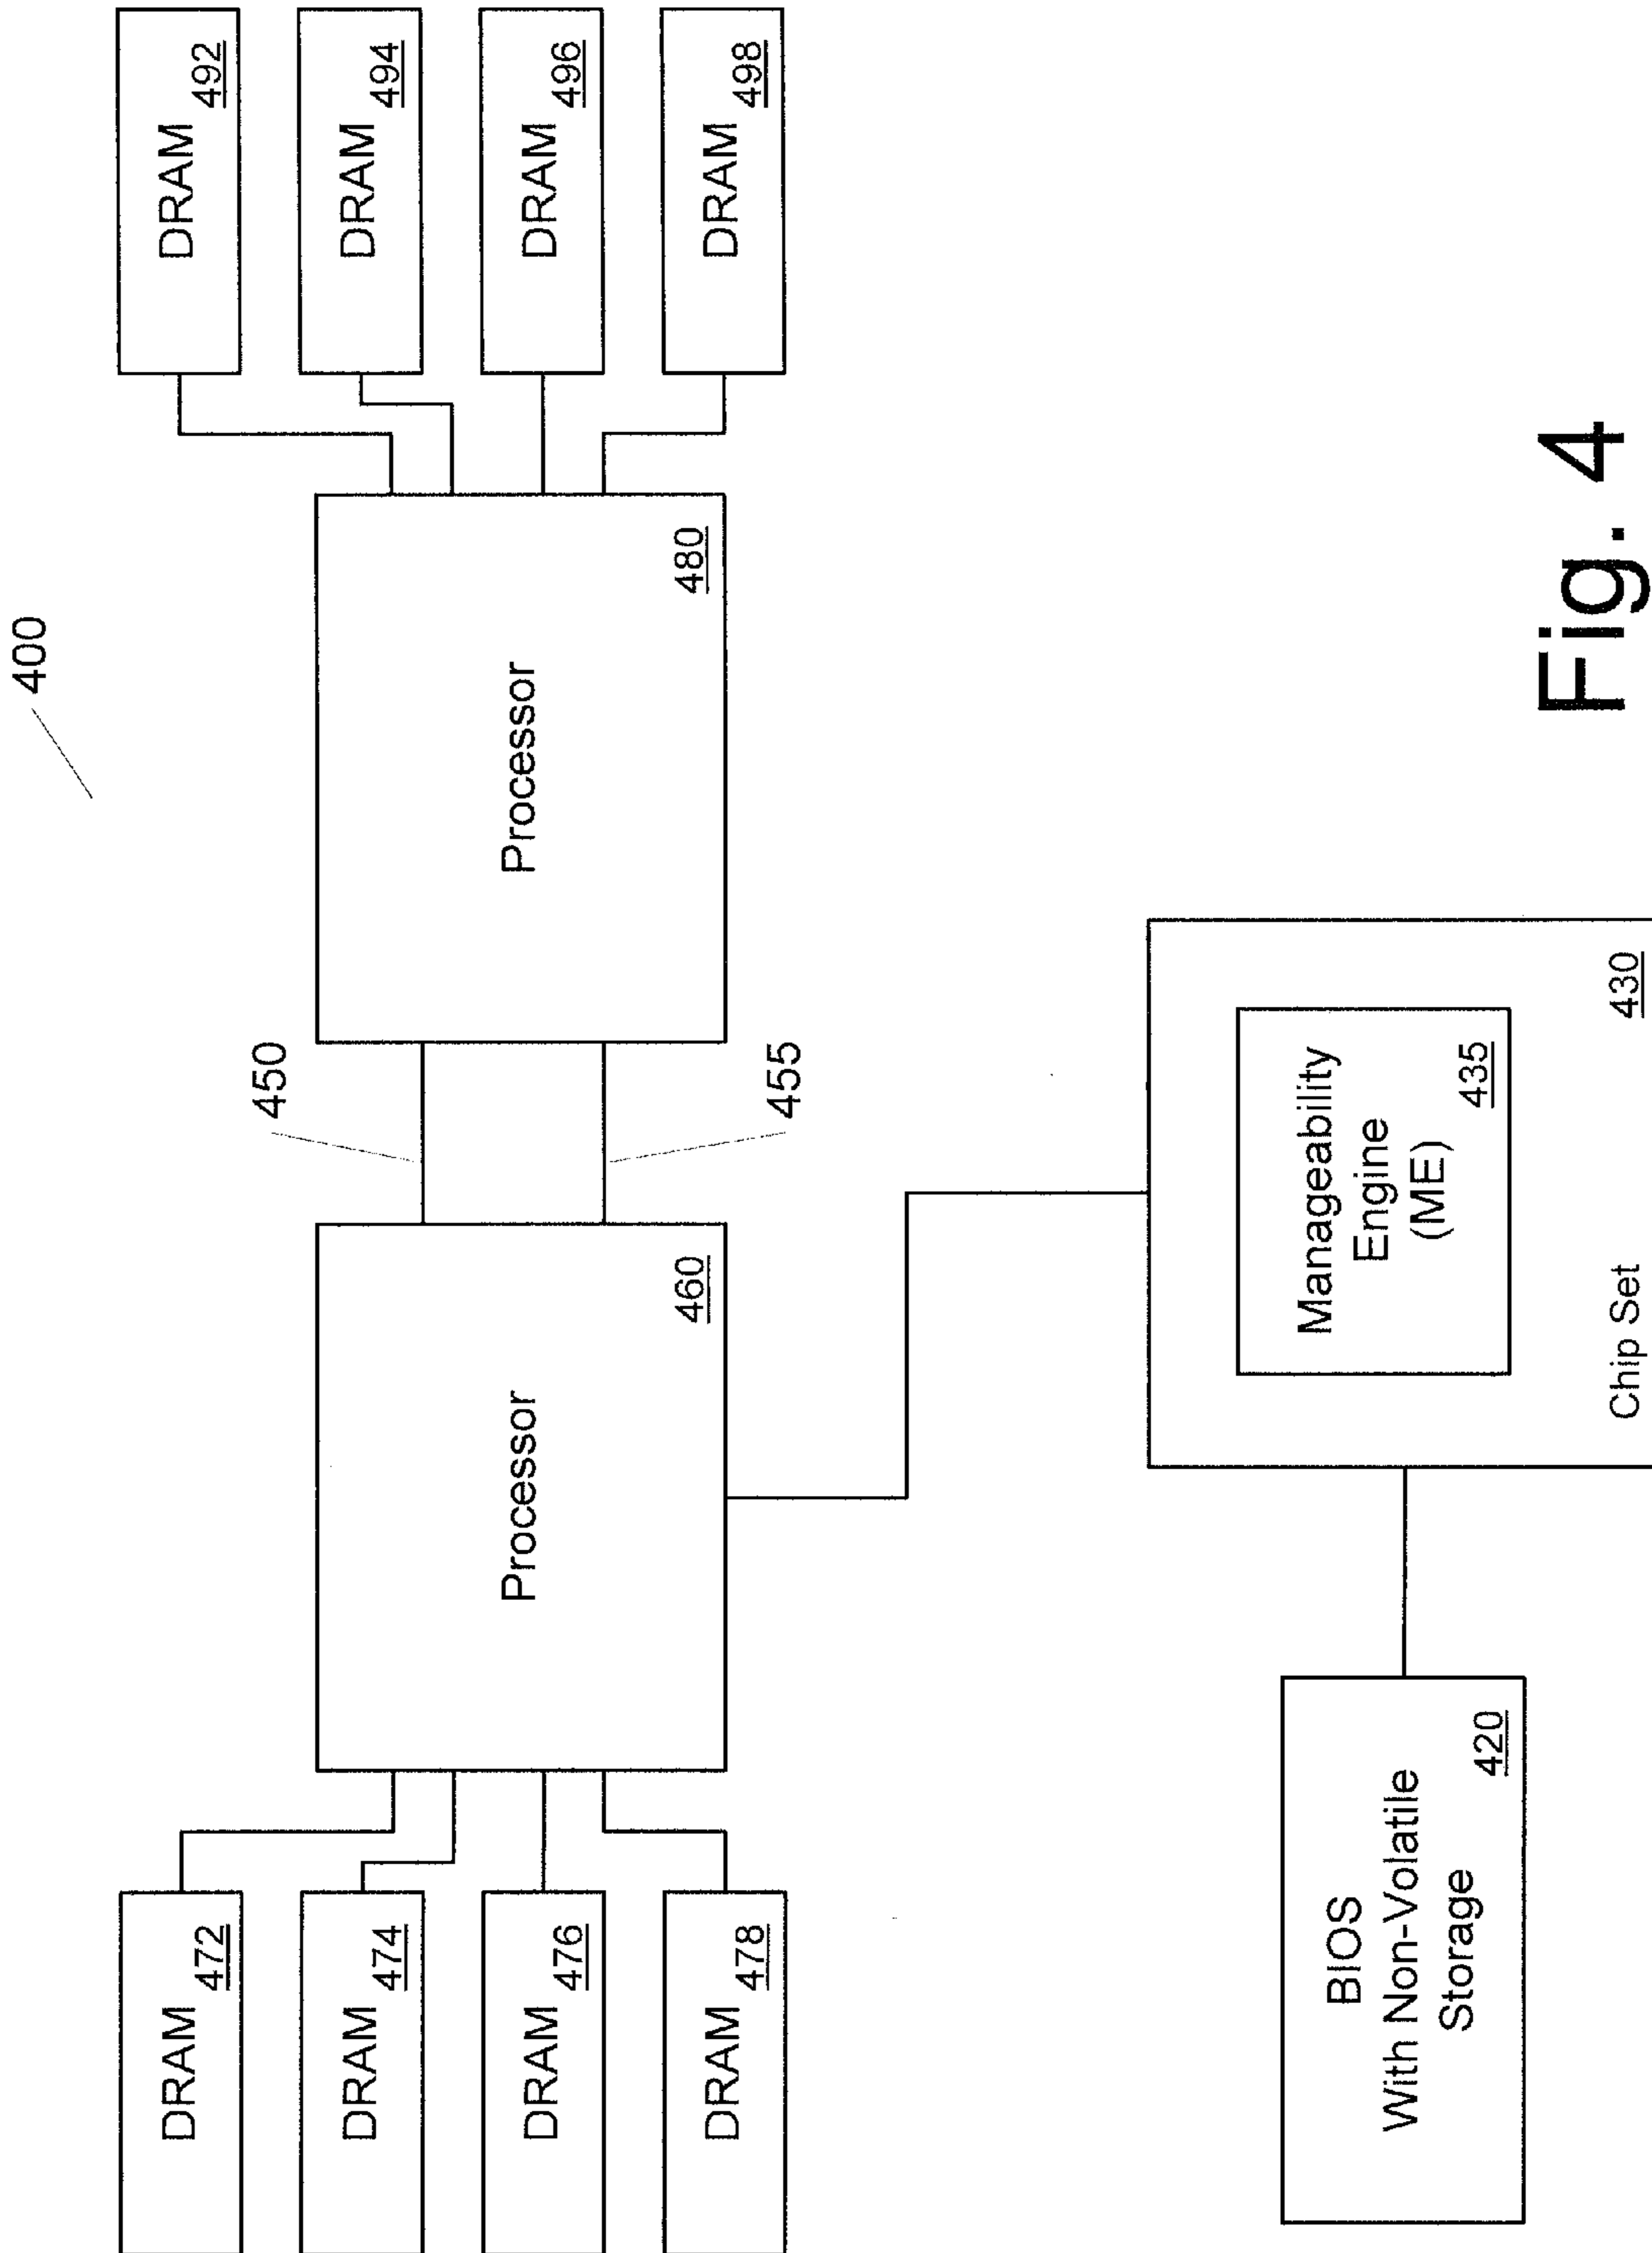 400
DRAM
472
DRAM
474
DRAM
476
DRAM
478
Processor
460
450
455
Processor
480
DRAM
492
DRAM
494
DRAM
496
DRAM
498
BIOS
With Non-Volatile
Storage
420
Manageability
Engine
(ME)
435
Chip Set
430
Fig. 4